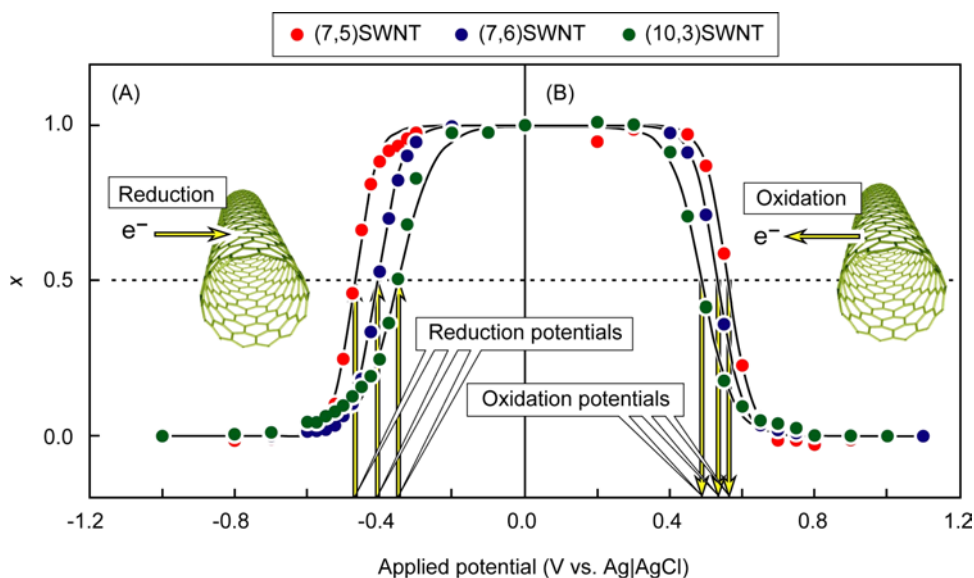 (7,5)SWNT (7,6)SWNT (10,3)SWNT
(A) (B)
1.0
Reduction
e⁻
Oxidation
e⁻
x
0.5
Reduction potentials
Oxidation potentials
0.0
-1.2 -0.8 -0.4 0.0 0.4 0.8 1.2
Applied potential (V vs. Ag|AgCl)